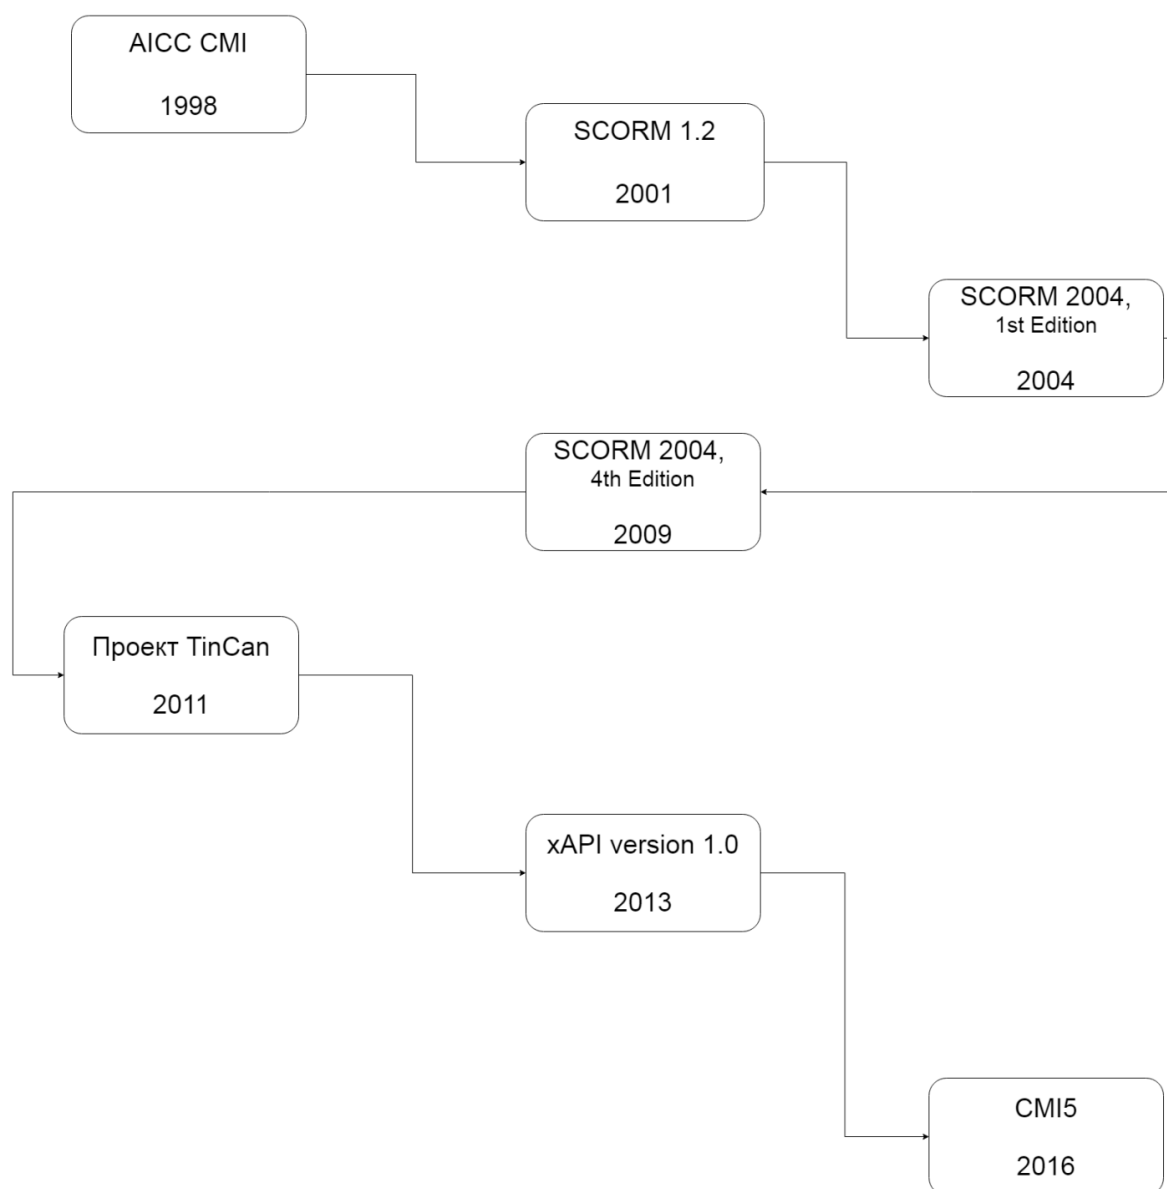 AICC CMI
1998
SCORM 1.2
2001
SCORM 2004,
1st Edition
2004
SCORM 2004,
4th Edition
2009
Проект TinCan
2011
xAPI version 1.0
2013
CMI5
2016